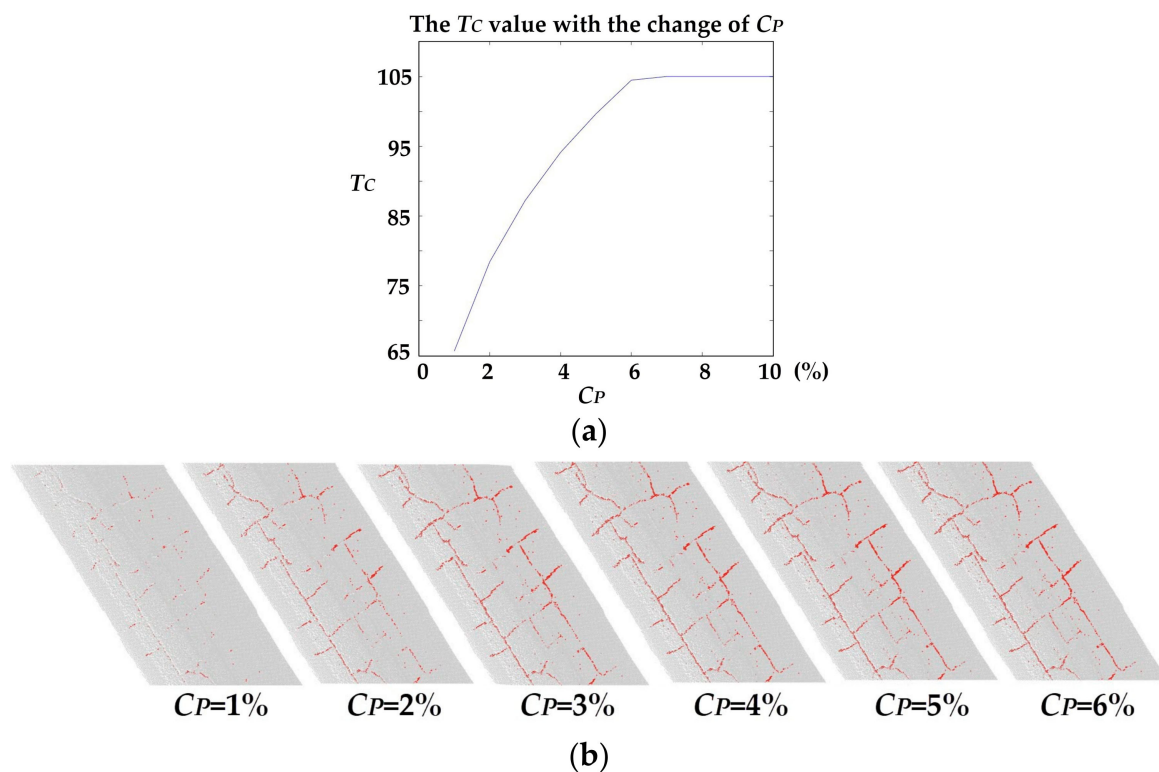 The TC value with the change of CP
105
95
TC
85
75
65
0 2 4 6 8 10 (%)
CP
(a)
CP=1% CP=2% CP=3% CP=4% CP=5% CP=6%
(b)